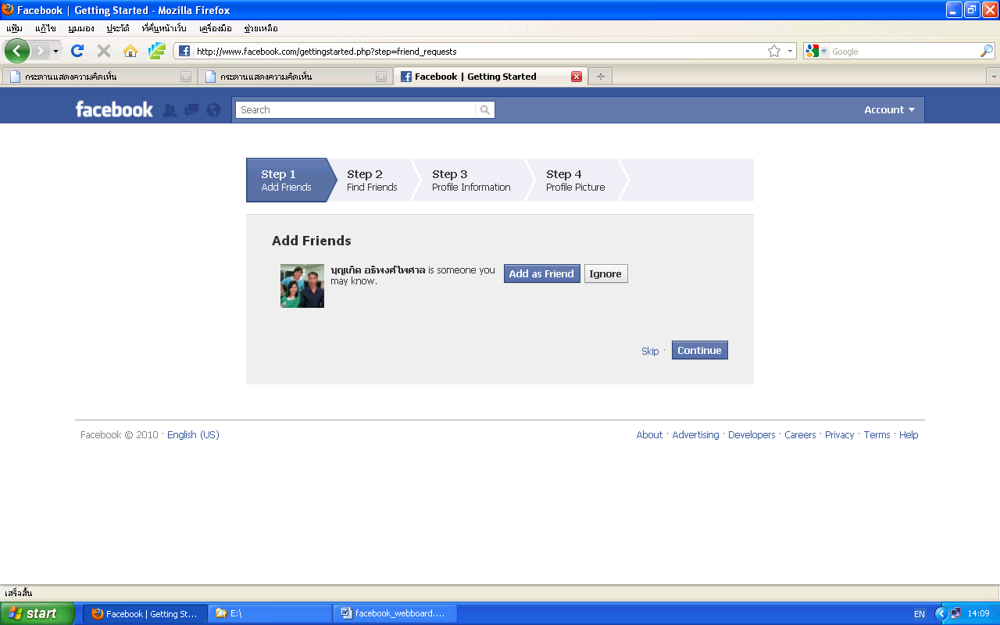 Facebook | Getting Started - Mozilla Firefox
แฟ้ม แก้ไข มุมมอง ประวัติ ที่คั่นหน้าเว็บ เครื่องมือ ช่วยเหลือ
http://www.facebook.com/gettingstarted.php?step=friend_requests
Google
กระดานแสดงความคิดเห็น
กระดานแสดงความคิดเห็น
Facebook | Getting Started
facebook
Search
Account
Step 1
Add Friends
Step 2
Find Friends
Step 3
Profile Information
Step 4
Profile Picture
Add Friends
บุญเกิด อธิพงศ์ไพศาล is someone you
may know.
Add as Friend
Ignore
Skip ·
Continue
Facebook © 2010 · English (US)
About · Advertising · Developers · Careers · Privacy · Terms · Help
เสร็จสิ้น
start
Facebook | Getting St...
E:\
facebook_webboard....
EN
14:09